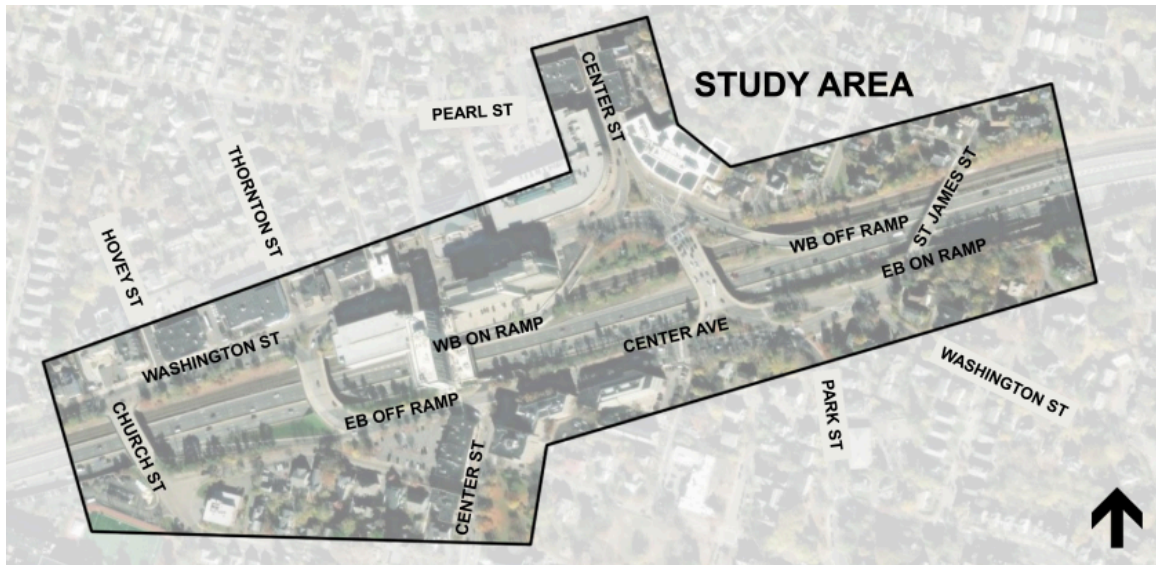 CENTER ST
STUDY AREA
PEARL ST
THORNTON ST
ST JAMES ST
HOVEY ST
WB OFF RAMP
EB ON RAMP
WB ON RAMP
CENTER AVE
WASHINGTON ST
WASHINGTON ST
EB OFF RAMP
PARK ST
CHURCH ST
CENTER ST